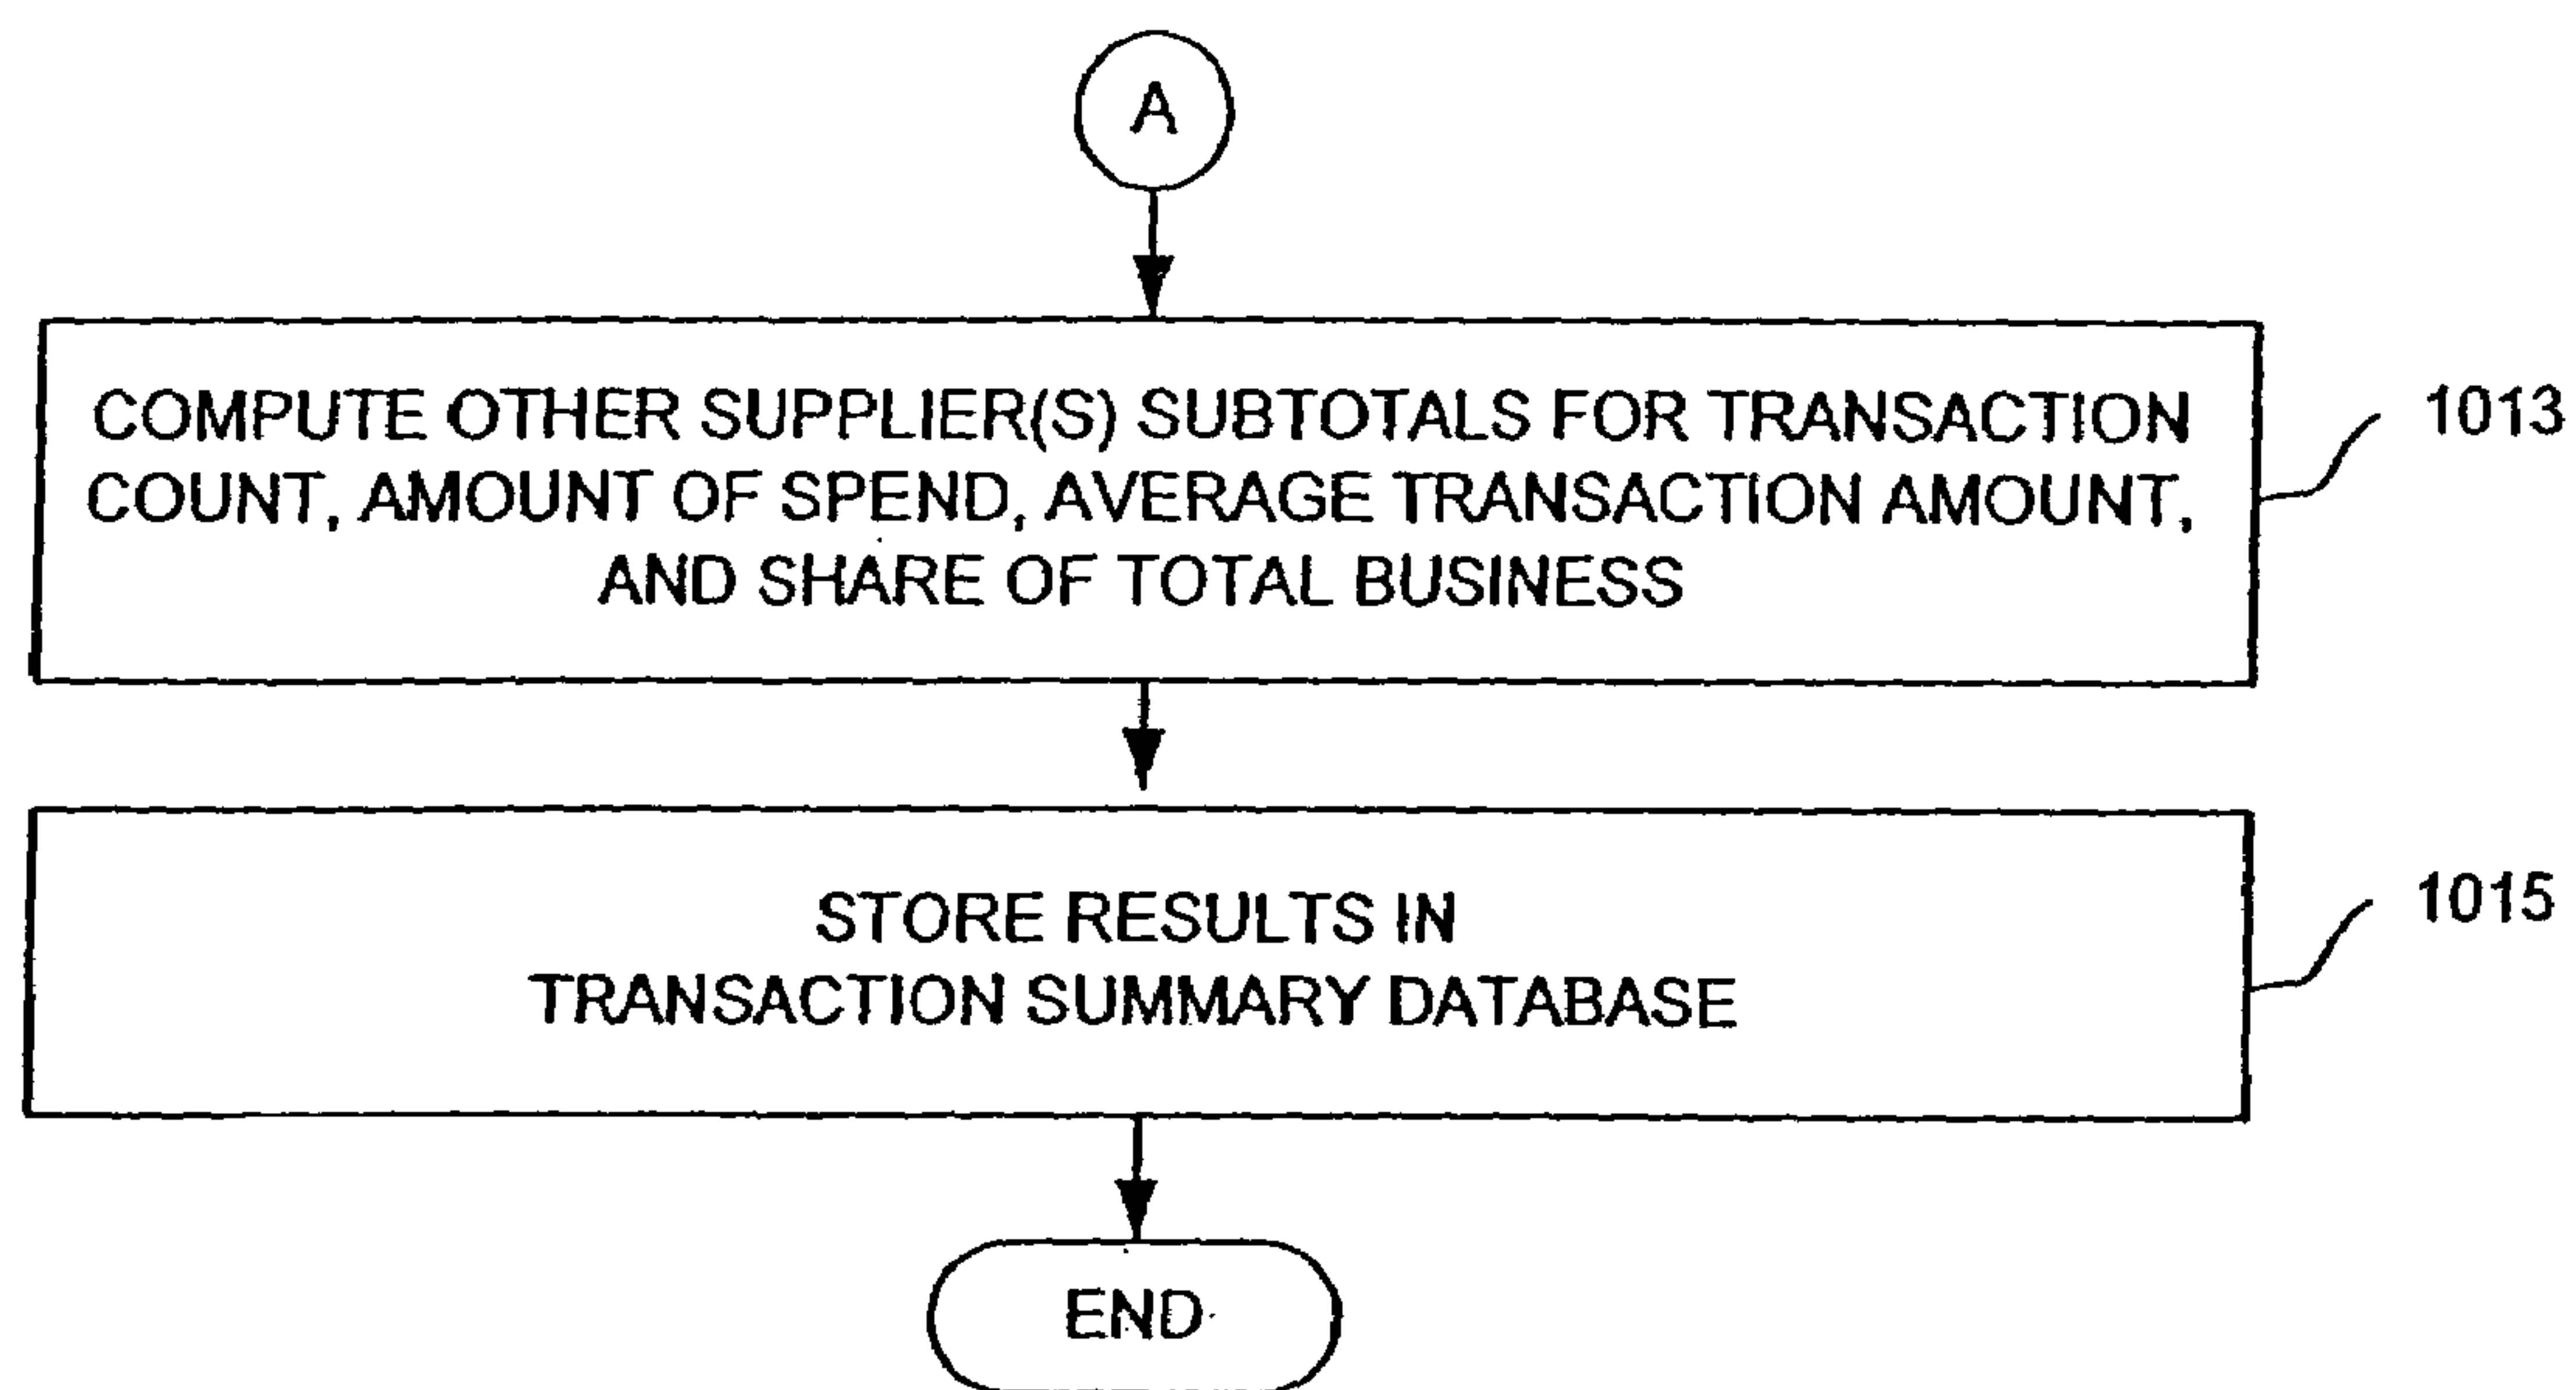 A
COMPUTE OTHER SUPPLIER(S) SUBTOTALS FOR TRANSACTION
COUNT, AMOUNT OF SPEND, AVERAGE TRANSACTION AMOUNT,
AND SHARE OF TOTAL BUSINESS
1013
STORE RESULTS IN
TRANSACTION SUMMARY DATABASE
1015
END